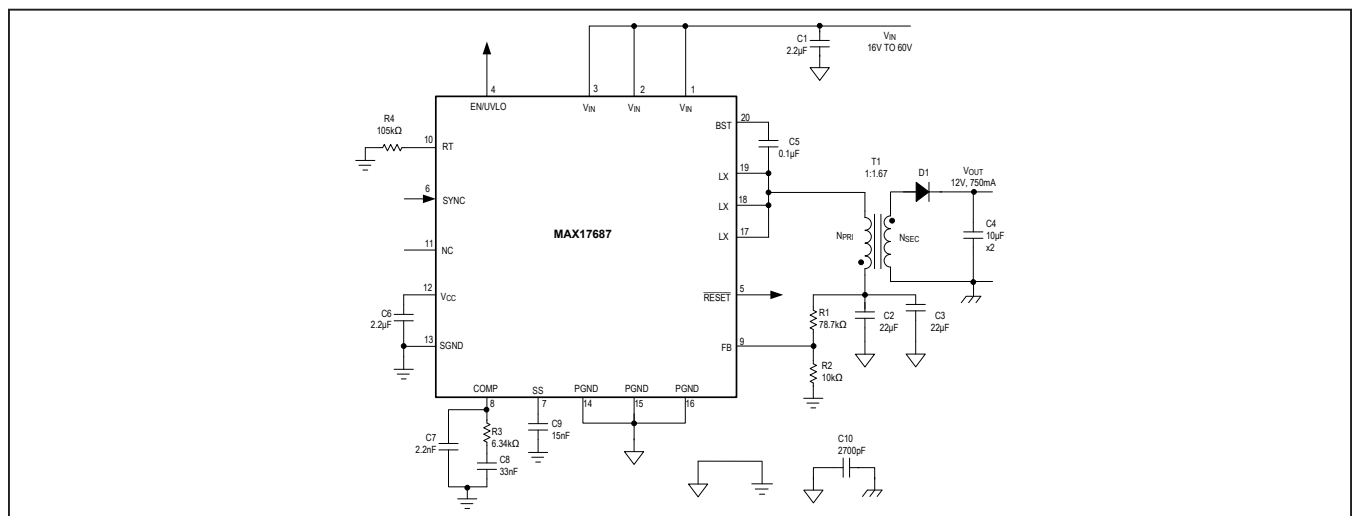 C1
2.2µF
VIN
16V TO 60V
4
3
2
1
EN/UVLO
VIN
VIN
VIN
R4
105kΩ
10
RT
20
BST
C5
0.1µF
6
SYNC
19
LX
T1
1:1.67
D1
VOUT
12V, 750mA
18
LX
11
NC
MAX17687
17
LX
NPRI
NSEC
C4
10µF
x2
12
VCC
C6
2.2µF
5
RESET
R1
78.7kΩ
C2
22µF
C3
22µF
13
SGND
9
FB
R2
10kΩ
COMP
SS
PGND
PGND
PGND
8
7
14
15
16
C7
2.2nF
R3
6.34kΩ
C8
33nF
C9
15nF
C10
2700pF